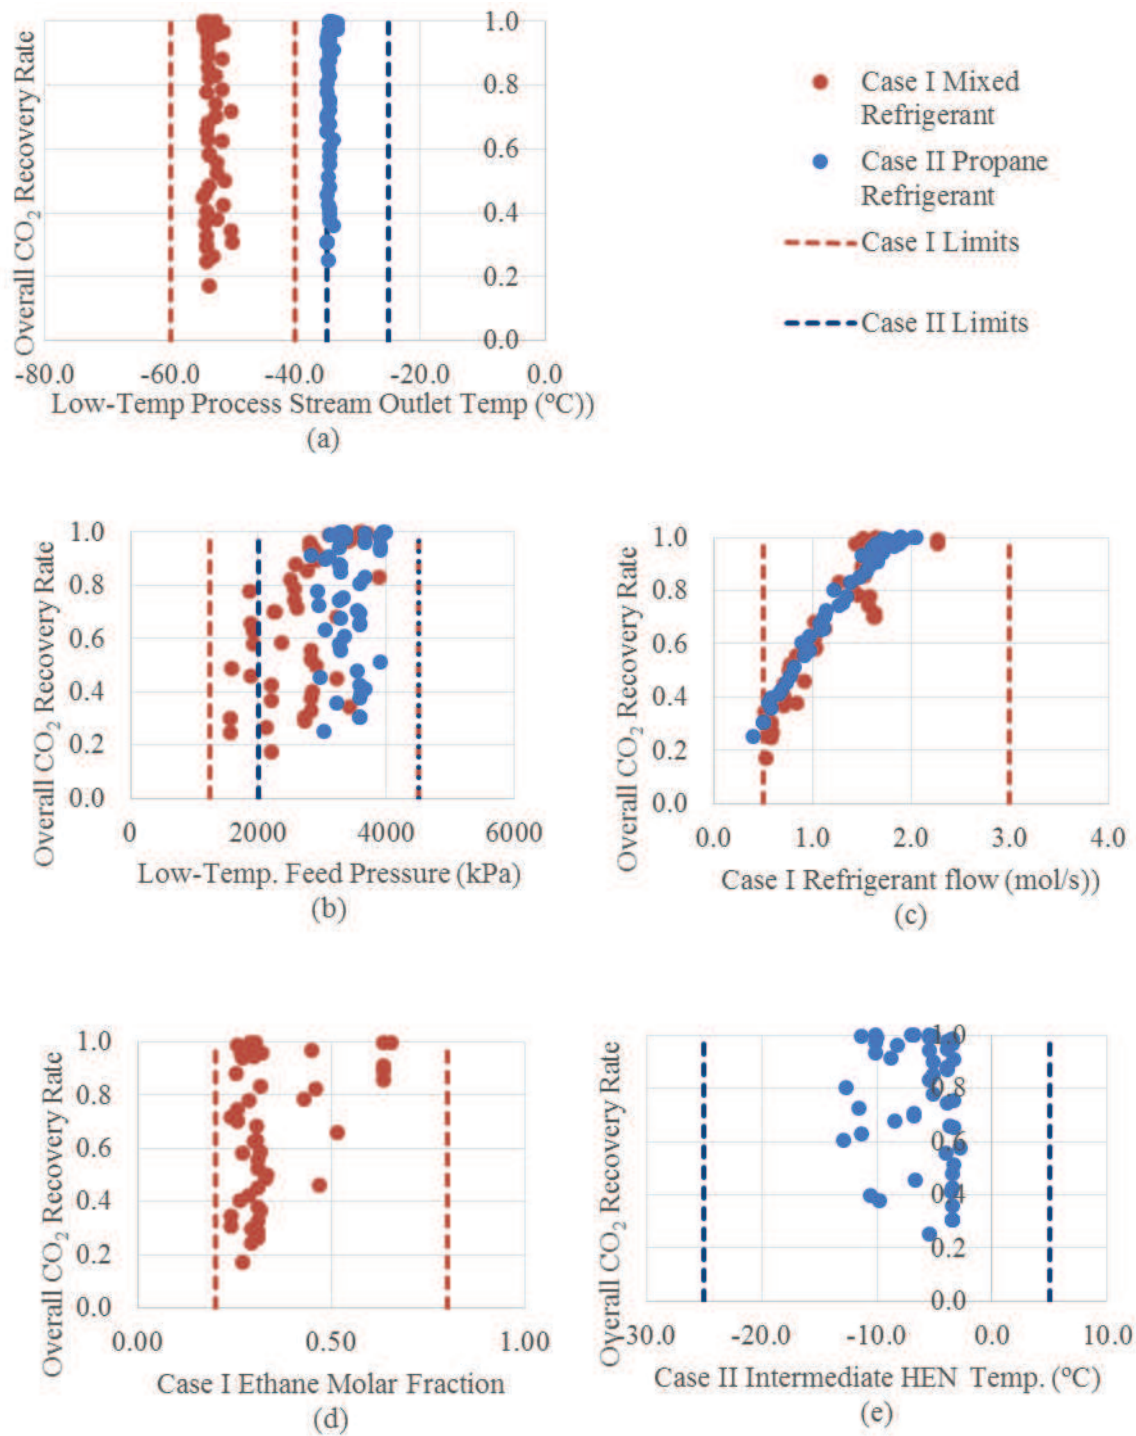 Overall CO₂ Recovery Rate
1.0
0.8
0.6
0.4
0.2
0.0
-80.0 -60.0 -40.0 -20.0 0.0
Low-Temp Process Stream Outlet Temp (ºC))
(a)
Case I Mixed
Refrigerant
Case II Propane
Refrigerant
Case I Limits
Case II Limits
Overall CO₂ Recovery Rate
1.0
0.8
0.6
0.4
0.2
0.0
0 2000 4000 6000
Low-Temp. Feed Pressure (kPa)
(b)
Overall CO₂ Recovery Rate
1.0
0.8
0.6
0.4
0.2
0.0
0.0 1.0 2.0 3.0 4.0
Case I Refrigerant flow (mol/s))
(c)
Overall CO₂ Recovery Rate
1.0
0.8
0.6
0.4
0.2
0.0
0.00 0.50 1.00
Case I Ethane Molar Fraction
(d)
Overall CO₂ Recovery Rate
1.0
0.8
0.6
0.4
0.2
0.0
-30.0 -20.0 -10.0 0.0 10.0
Case II Intermediate HEN Temp. (ºC)
(e)